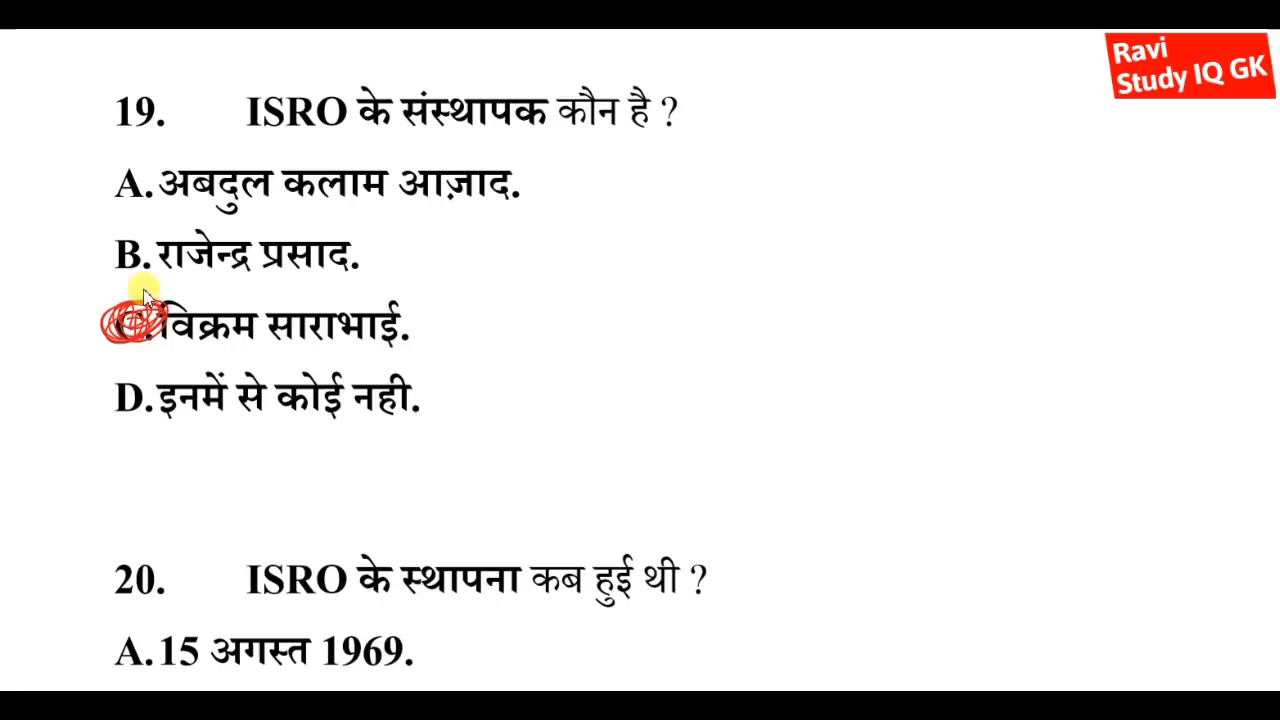 Ravi
Study IQ GK
19. ISRO के संस्थापक कौन है ?
A.अबदुल कलाम आज़ाद.
B.राजेन्द्र प्रसाद.
C.विक्रम साराभाई.
D.इनमें से कोई नही.
20. ISRO के स्थापना कब हुई थी ?
A.15 अगस्त 1969.